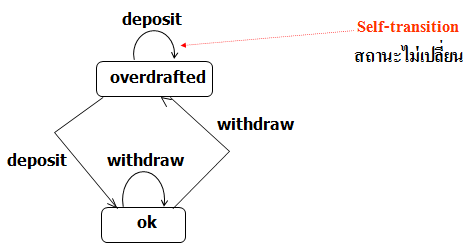 deposit
Self-transition
สถานะไม่เปลี่ยน
overdrafted
withdraw
deposit
withdraw
ok